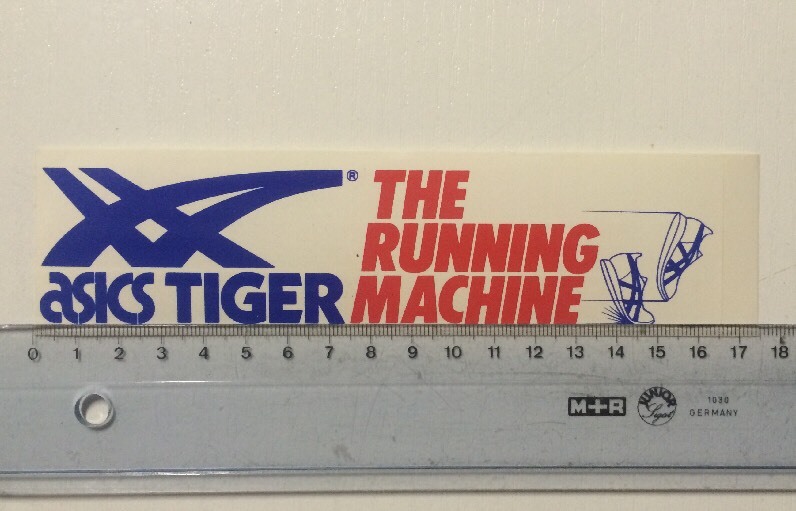 ®
THE
RUNNING
MACHINE
asics TIGER
0 1 2 3 4 5 6 7 8 9 10 11 12 13 14 15 16 17 18
M+R
JUNIOR
1030
GERMANY